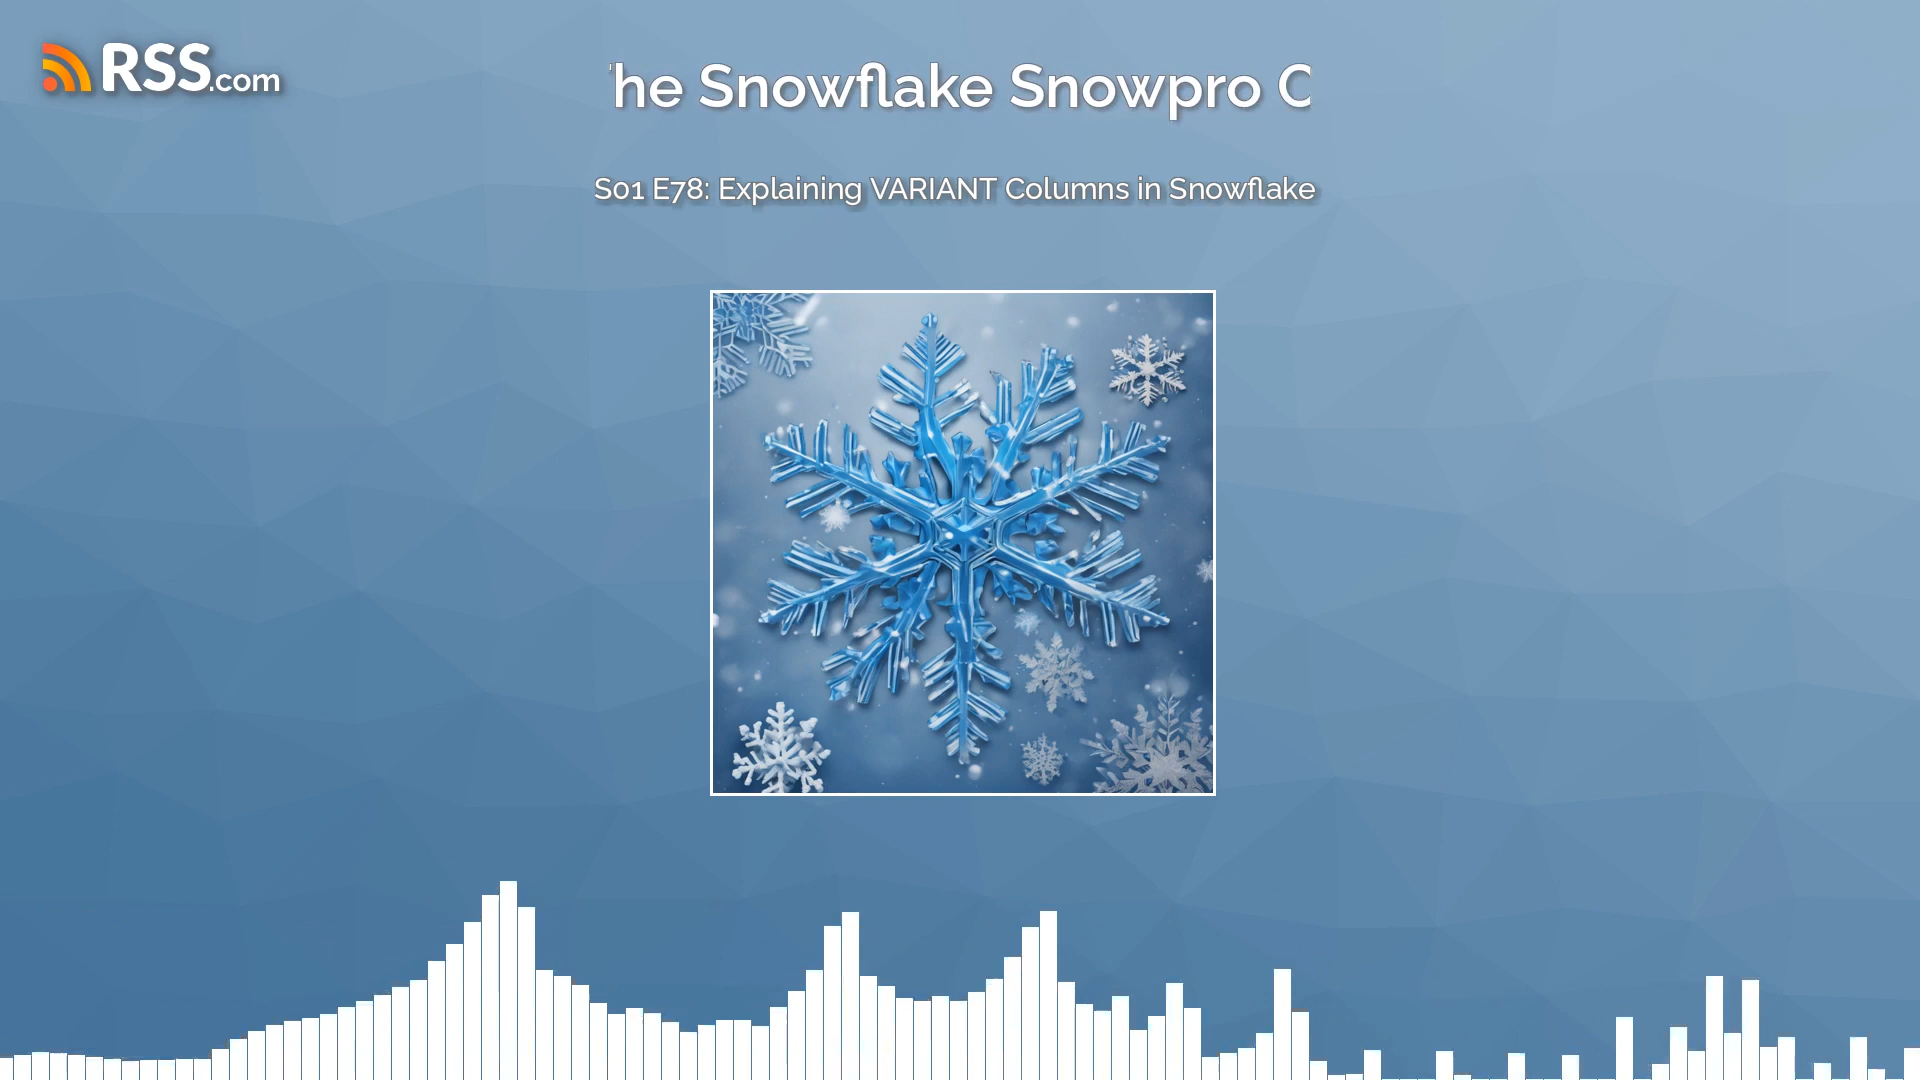 RSS.com
he Snowflake Snowpro C
S01 E78: Explaining VARIANT Columns in Snowflake